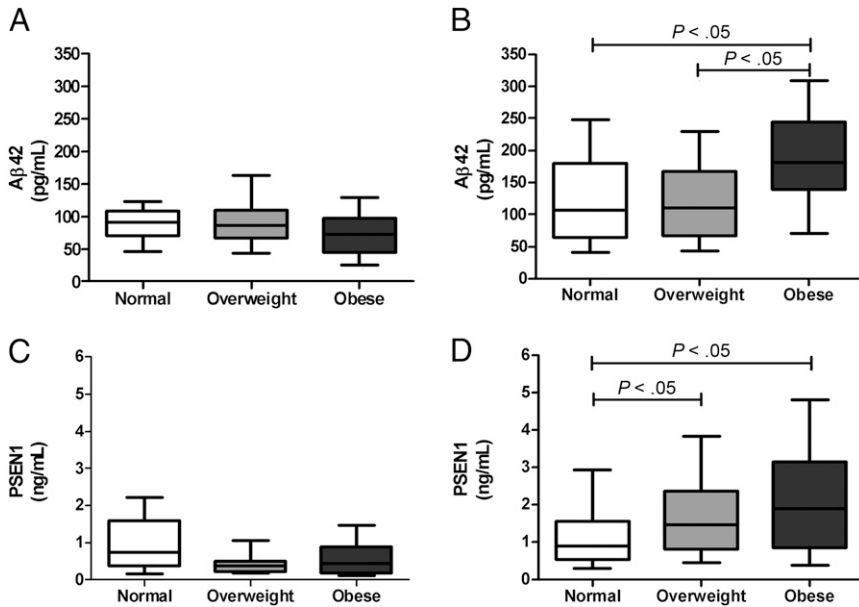 A
350
300
250
200
150
100
50
0
Aβ42
(pg/mL)
Normal
Overweight
Obese
B
P < .05
P < .05
350
300
250
200
150
100
50
0
Aβ42
(pg/mL)
Normal
Overweight
Obese
C
6
5
4
3
2
1
0
PSEN1
(ng/mL)
Normal
Overweight
Obese
D
P < .05
P < .05
6
5
4
3
2
1
0
PSEN1
(ng/mL)
Normal
Overweight
Obese